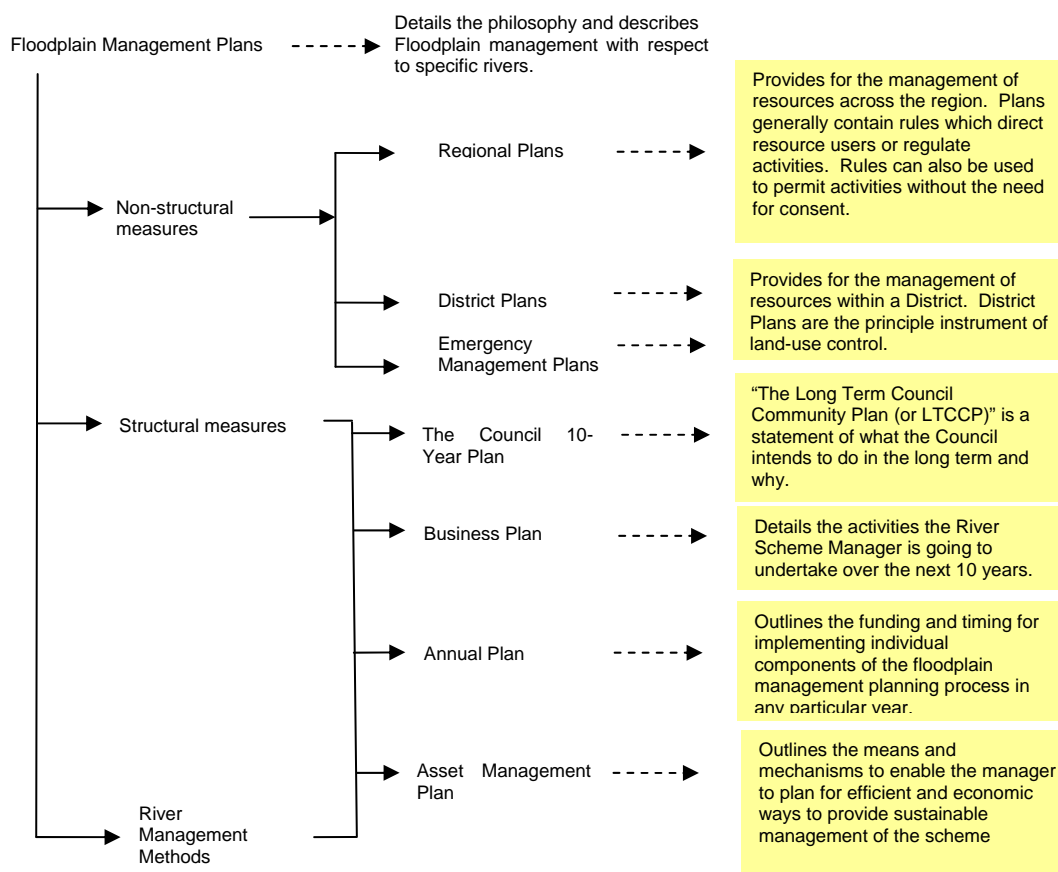 Details the philosophy and describes
Floodplain management with respect
to specific rivers.
Floodplain Management Plans
Provides for the management of
resources across the region. Plans
generally contain rules which direct
resource users or regulate
activities. Rules can also be used
to permit activities without the need
for consent.
Regional Plans
Non-structural
measures
Provides for the management of
resources within a District. District
Plans are the principle instrument of
land-use control.
District Plans
Emergency
Management Plans
Structural measures
The Council 10-
Year Plan
“The Long Term Council
Community Plan (or LTCCP)” is a
statement of what the Council
intends to do in the long term and
why.
Business Plan
Details the activities the River
Scheme Manager is going to
undertake over the next 10 years.
Annual Plan
Outlines the funding and timing for
implementing individual
components of the floodplain
management planning process in
any particular year.
Asset Management
Plan
Outlines the means and
mechanisms to enable the manager
to plan for efficient and economic
ways to provide sustainable
management of the scheme
River
Management
Methods